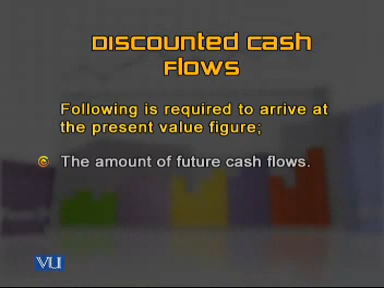 Discounted Cash
Flows
Following is required to arrive at
the present value figure;
The amount of future cash flows.
VU